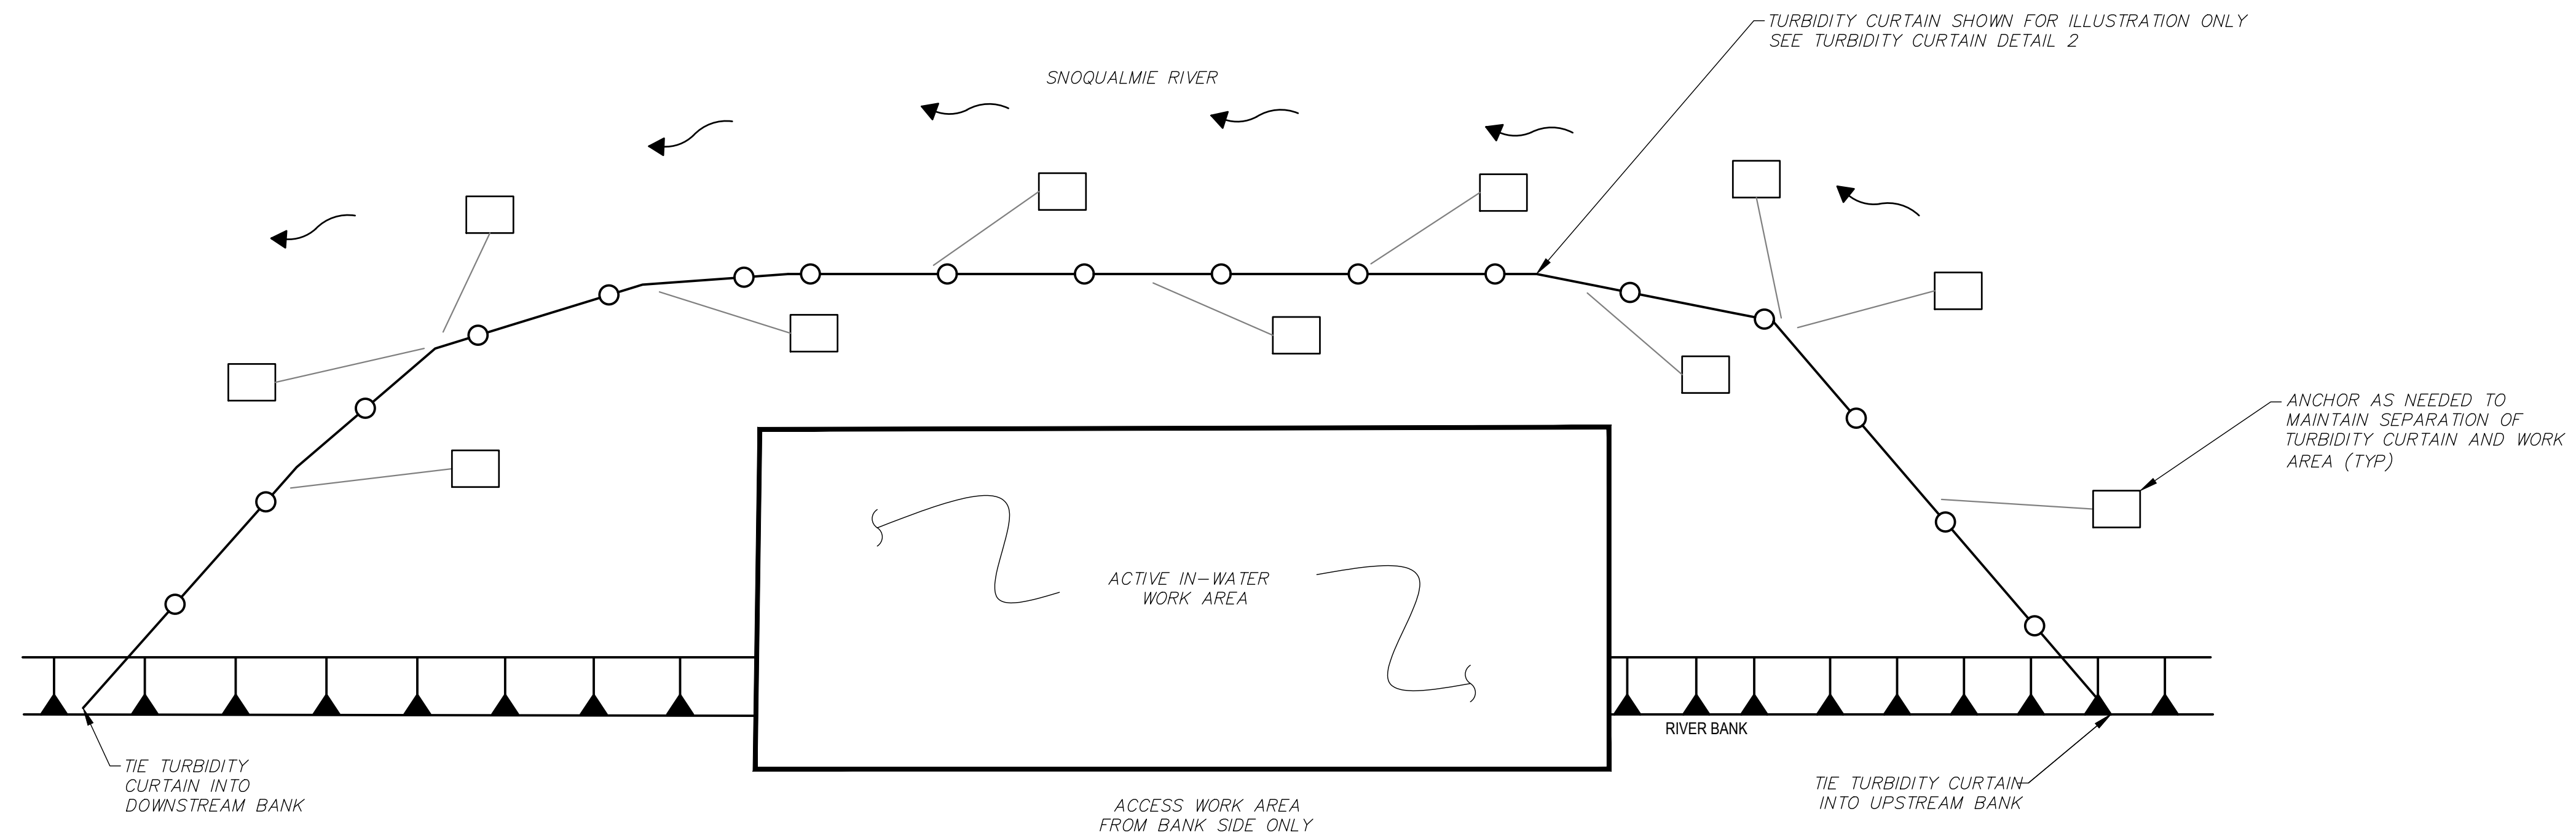 TURBIDITY CURTAIN SHOWN FOR ILLUSTRATION ONLY
SEE TURBIDITY CURTAIN DETAIL 2
SNOQUALMIE RIVER
ANCHOR AS NEEDED TO
MAINTAIN SEPARATION OF
TURBIDITY CURTAIN AND WORK
AREA (TYP)
ACTIVE IN-WATER
WORK AREA
RIVER BANK
TIE TURBIDITY
CURTAIN INTO
DOWNSTREAM BANK
TIE TURBIDITY CURTAIN
INTO UPSTREAM BANK
ACCESS WORK AREA
FROM BANK SIDE ONLY